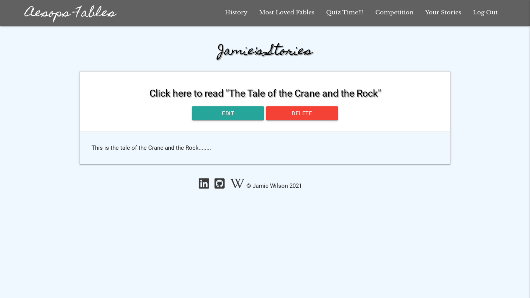 Aesops-Fables
History Most Loved Fables Quiz Time!!! Competition Your Stories Log Out
Jamie's Stories
Click here to read "The Tale of the Crane and the Rock"
EDIT DELETE
This is the tale of the Crane and the Rock........
W © Jamie Wilson 2021